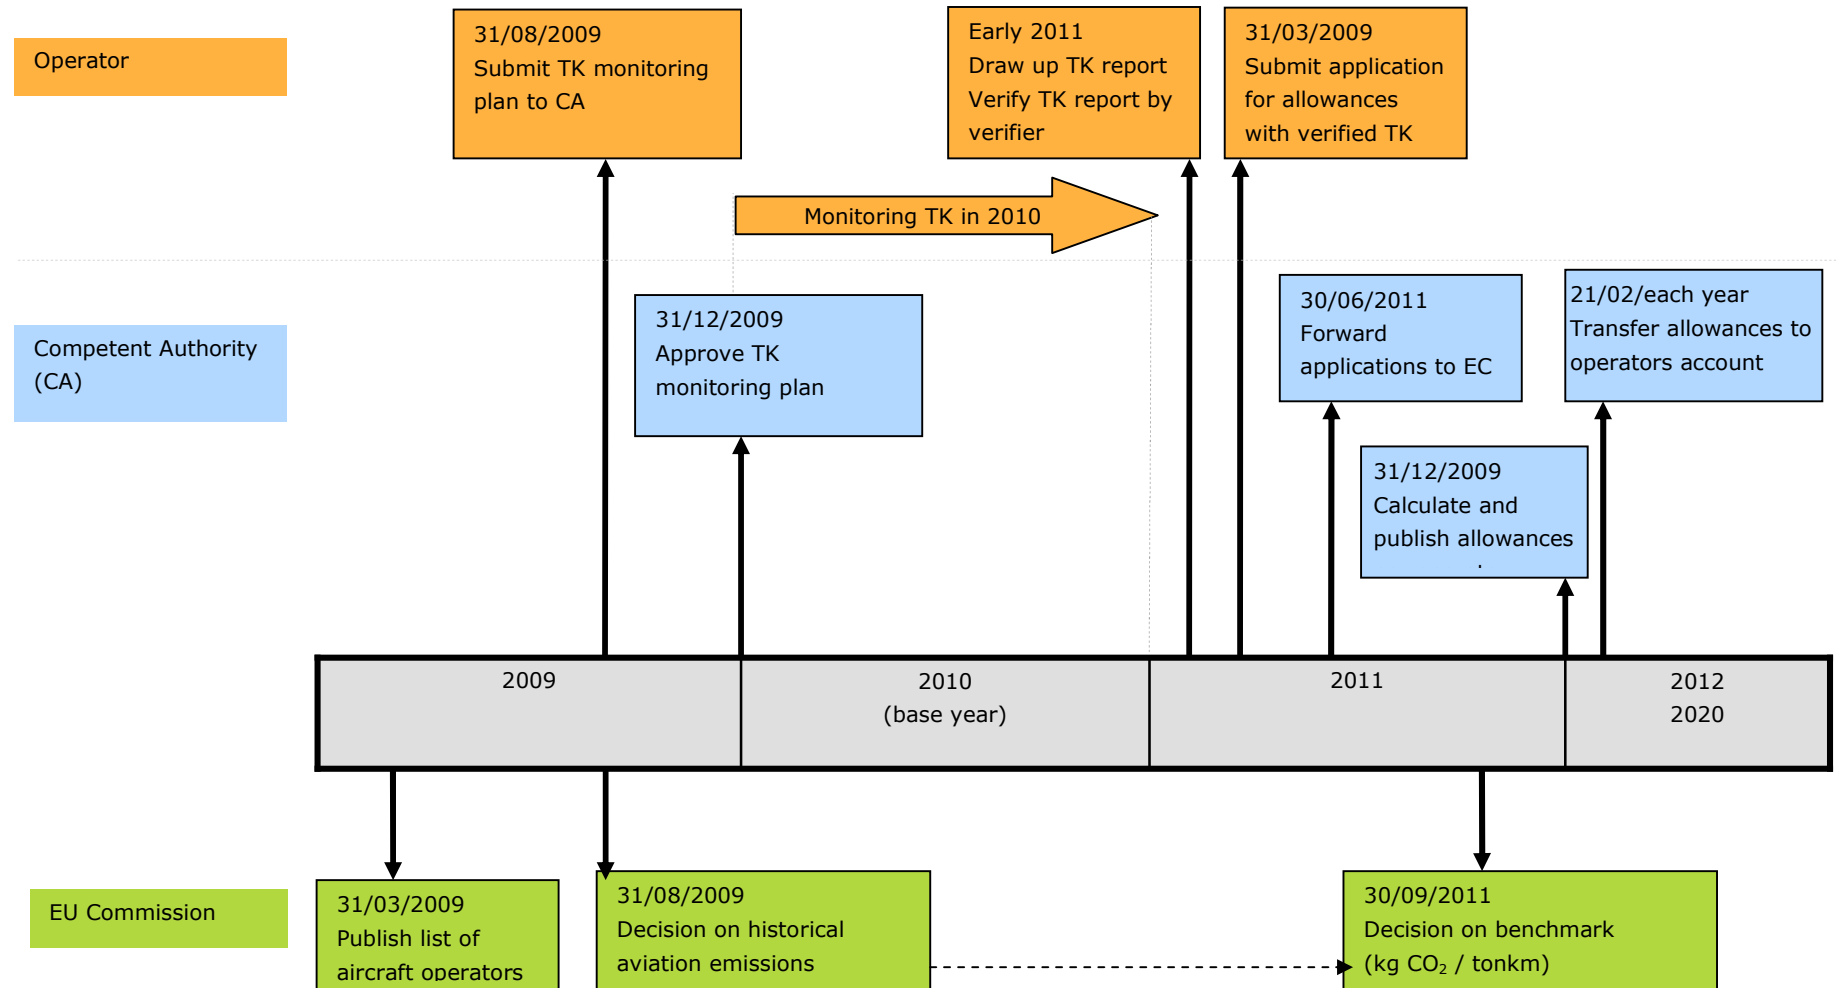 Operator
31/08/2009
Submit TK monitoring
plan to CA
Early 2011
Draw up TK report
Verify TK report by
verifier
31/03/2009
Submit application
for allowances
with verified TK
Monitoring TK in 2010
Competent Authority
(CA)
31/12/2009
Approve TK
monitoring plan
30/06/2011
Forward
applications to EC
21/02/each year
Transfer allowances to
operators account
31/12/2009
Calculate and
publish allowances
.
2009
2010
(base year)
2011
2012
2020
EU Commission
31/03/2009
Publish list of
aircraft operators
31/08/2009
Decision on historical
aviation emissions
30/09/2011
Decision on benchmark
(kg CO₂ / tonkm)